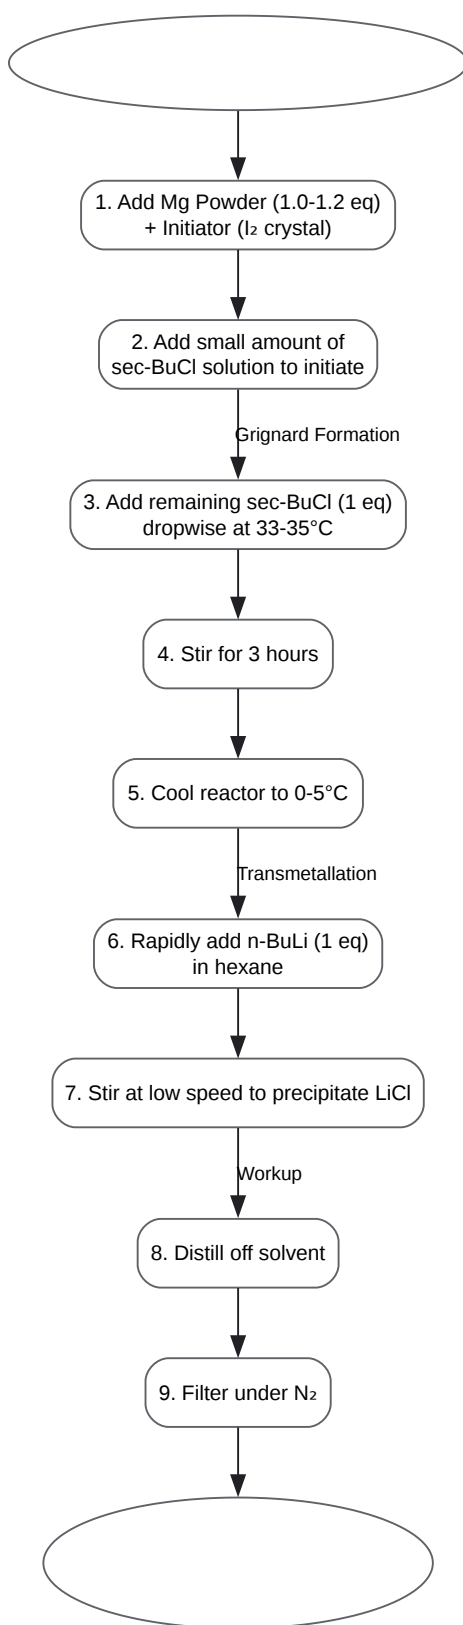 1. Add Mg Powder (1.0-1.2 eq)
+ Initiator (I₂ crystal)
2. Add small amount of
sec-BuCl solution to initiate
Grignard Formation
3. Add remaining sec-BuCl (1 eq)
dropwise at 33-35°C
4. Stir for 3 hours
5. Cool reactor to 0-5°C
Transmetallation
6. Rapidly add n-BuLi (1 eq)
in hexane
7. Stir at low speed to precipitate LiCl
Workup
8. Distill off solvent
9. Filter under N₂